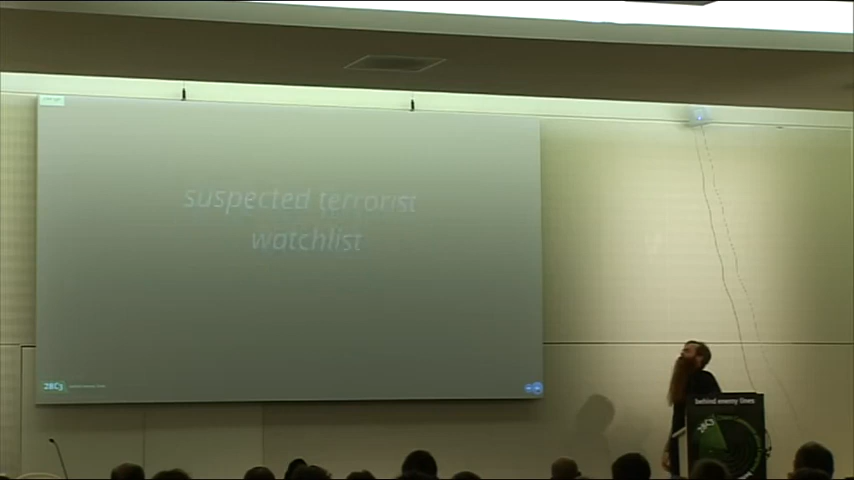 suspected terrorist
watchlist
28C3
behind enemy lines
28C3